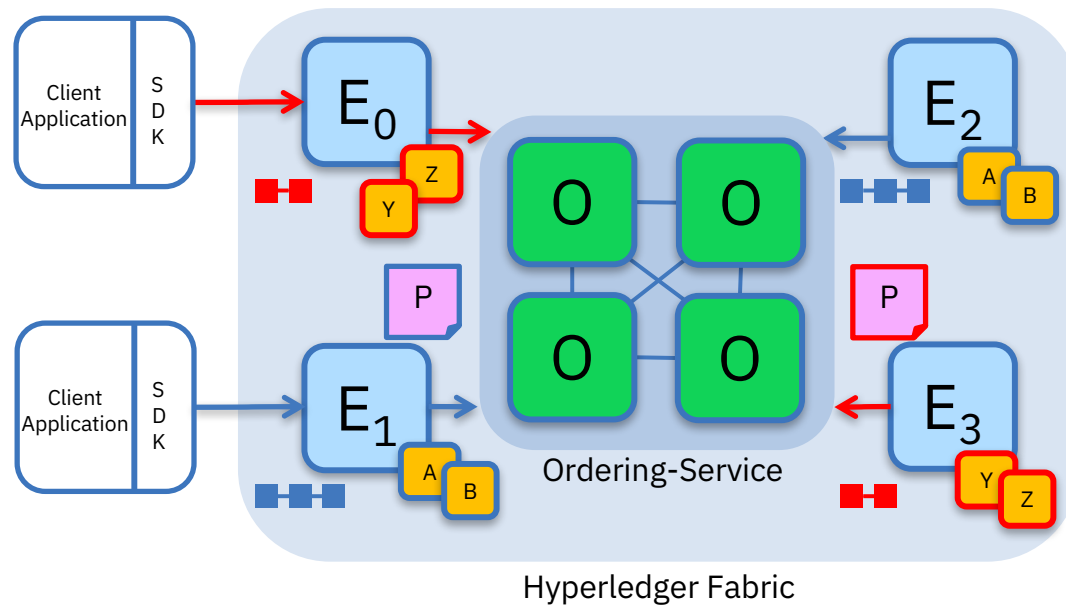 Client
Application
S
D
K
E0
Z
Y
O
O
E2
A
B
P
P
Client
Application
S
D
K
E1
A
B
O
O
E3
Y
Z
Ordering-Service
Hyperledger Fabric